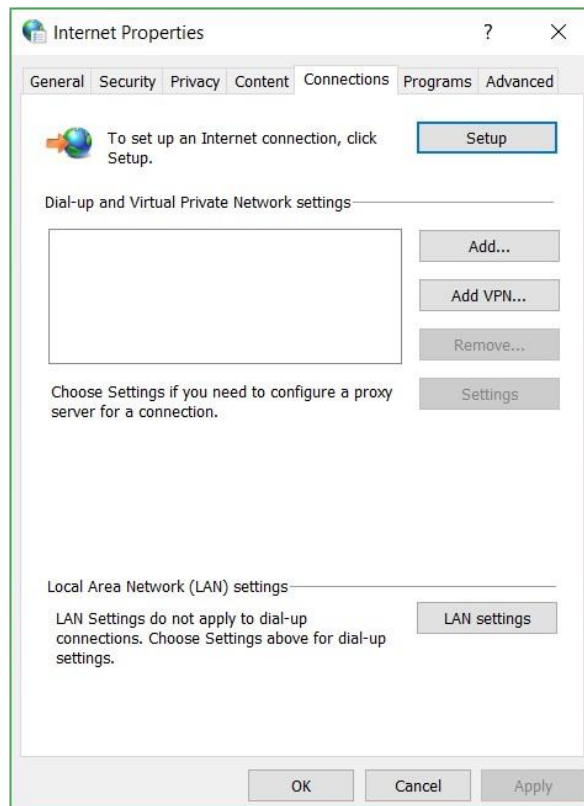 Internet Properties
?
General Security Privacy Content Connections Programs Advanced
To set up an Internet connection, click
Setup.
Setup
Dial-up and Virtual Private Network settings
Add...
Add VPN...
Remove...
Choose Settings if you need to configure a proxy
server for a connection.
Settings
Local Area Network (LAN) settings
LAN Settings do not apply to dial-up
connections. Choose Settings above for dial-up
settings.
LAN settings
OK Cancel Apply